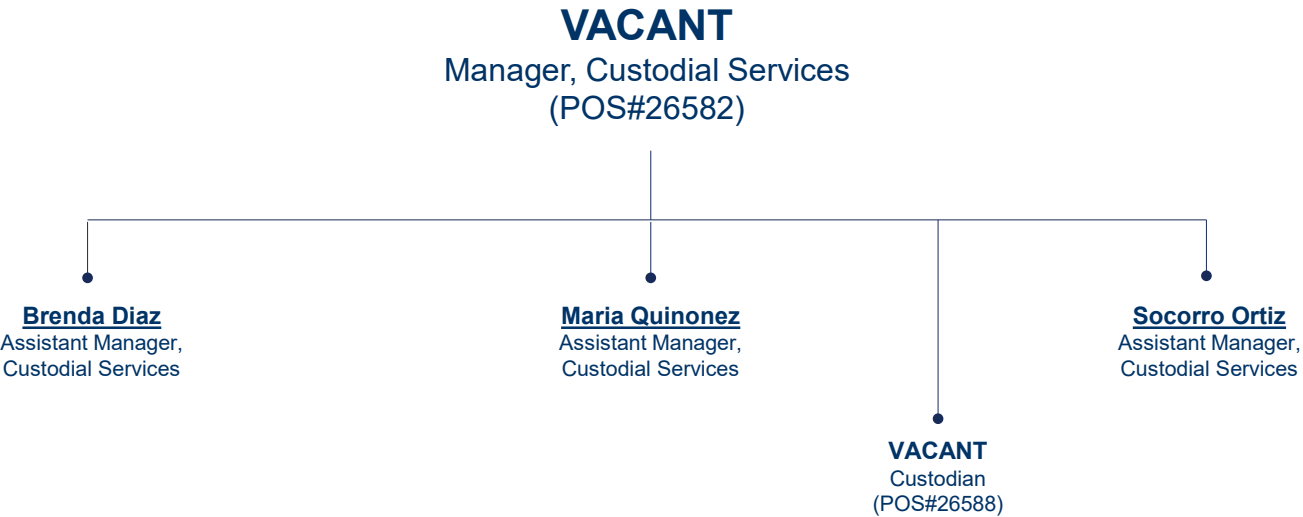 VACANT
Manager, Custodial Services
(POS#26582)
Brenda Diaz
Assistant Manager,
Custodial Services
Maria Quinonez
Assistant Manager,
Custodial Services
Socorro Ortiz
Assistant Manager,
Custodial Services
VACANT
Custodian
(POS#26588)